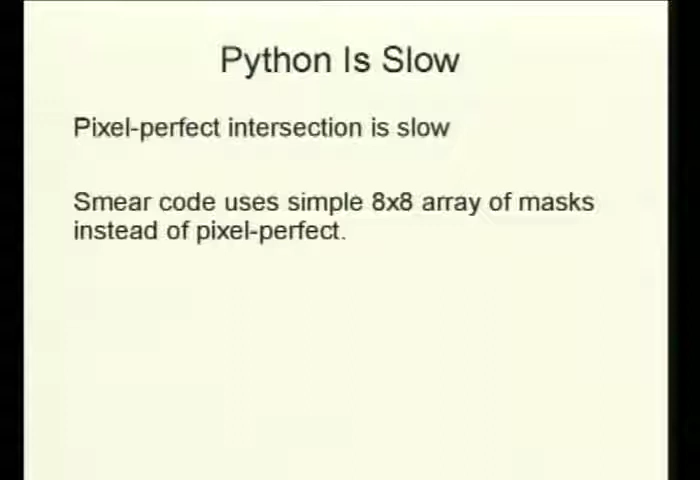 Python Is Slow
Pixel-perfect intersection is slow
Smear code uses simple 8x8 array of masks
instead of pixel-perfect.